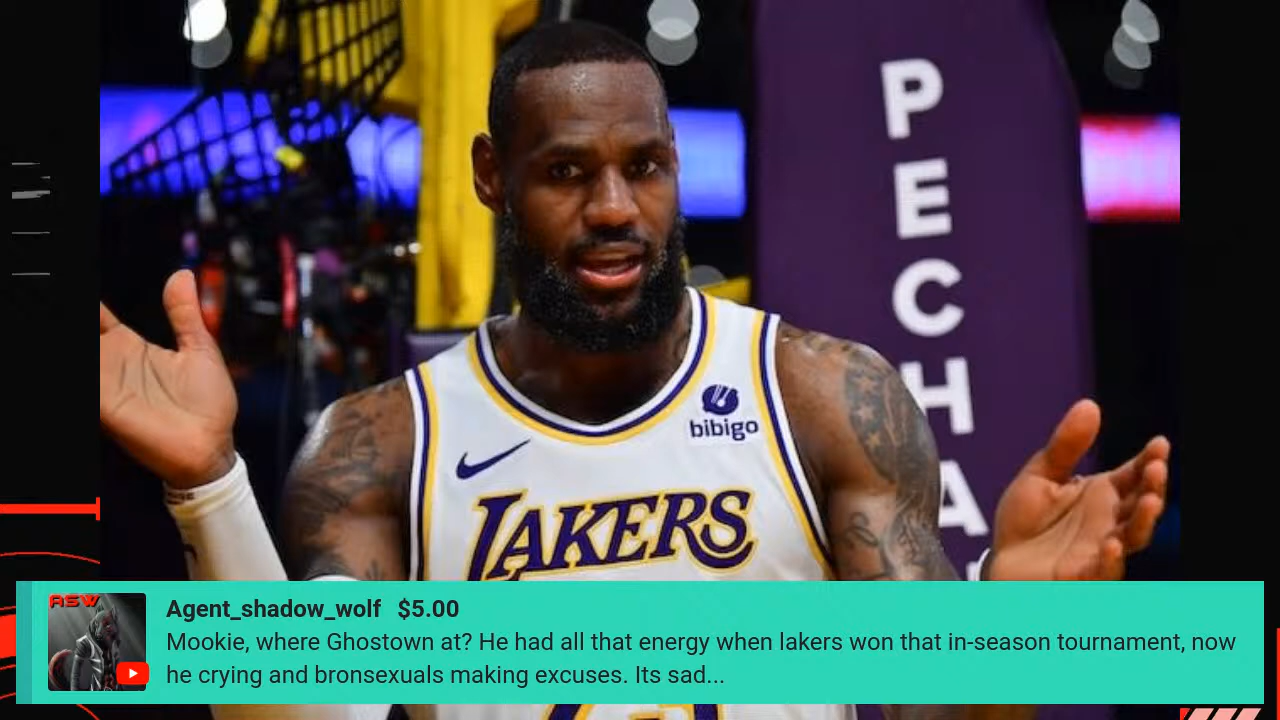 PECHA
bibigo
LAKERS
ASW
Agent_shadow_wolf $5.00
Mookie, where Ghostown at? He had all that energy when lakers won that in-season tournament, now
he crying and bronsexuals making excuses. Its sad...